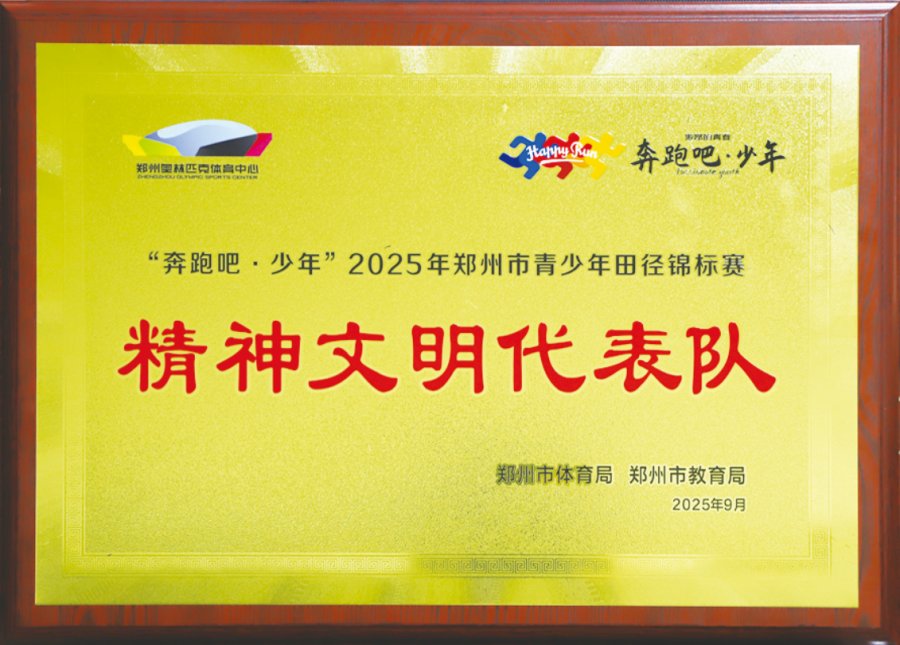 郑州奥林匹克体育中心
ZHENGZHOU OLYMPIC SPORTS CENTER
Happy Run
奔跑吧·少年
“奔跑吧·少年”2025年郑州市青少年田径锦标赛
精神文明代表队
郑州市体育局 郑州市教育局
2025年9月